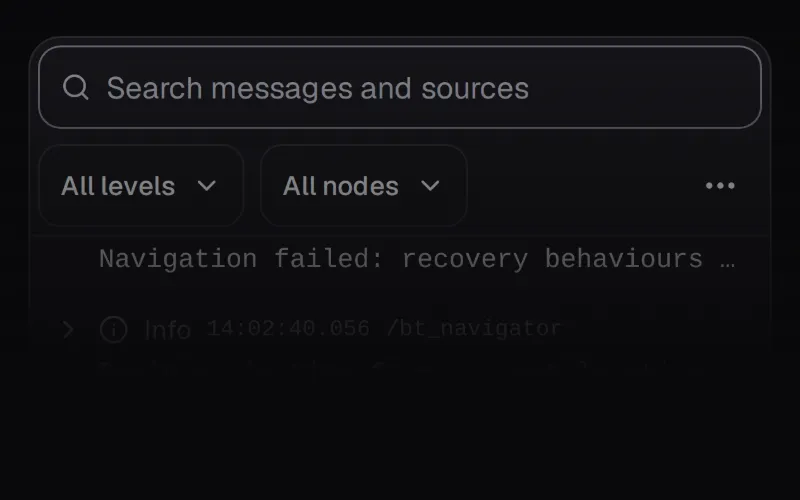 Search messages and sources
All levels
All nodes
Navigation failed: recovery behaviours …
Info 14:02:40.056 /bt_navigator